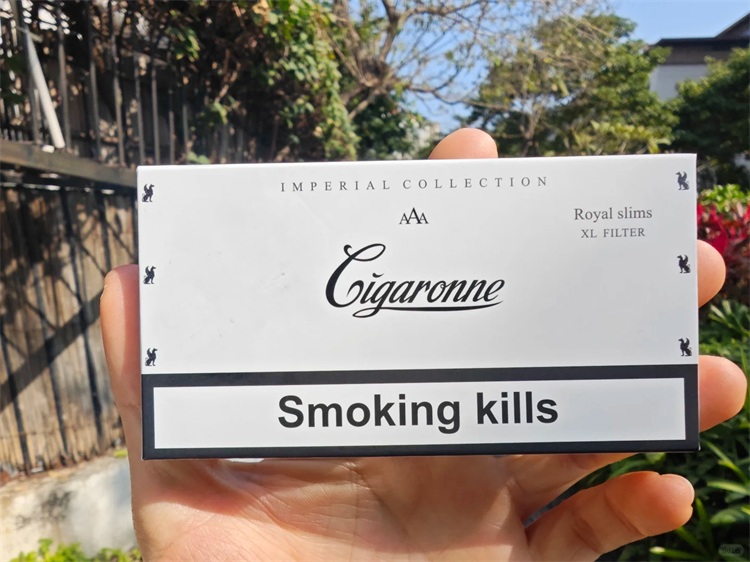 IMPERIAL COLLECTION
AAA
Royal slims
XL FILTER
Cigaronne
Smoking kills